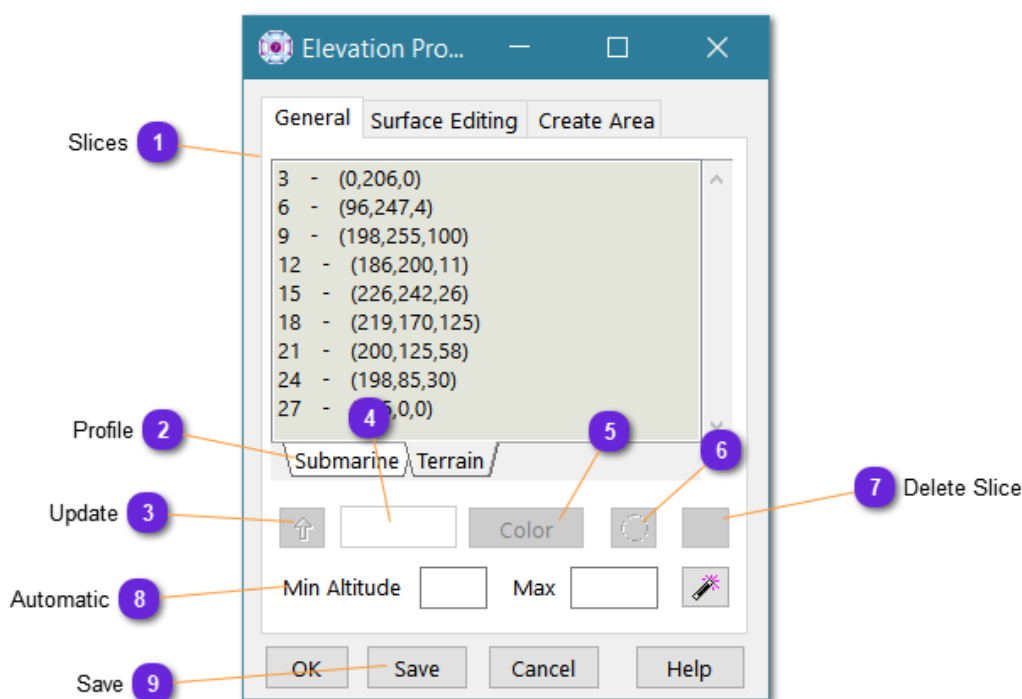 Elevation Pro...
General Surface Editing Create Area
Slices 1
3 - (0,206,0)
6 - (96,247,4)
9 - (198,255,100)
12 - (186,200,11)
15 - (226,242,26)
18 - (219,170,125)
21 - (200,125,58)
24 - (198,85,30)
27 - ,0,0)
4
5
Profile 2
6
Submarine Terrain
7 Delete Slice
Update 3
Color
Min Altitude Max
Automatic 8
OK Save Cancel Help
Save 9